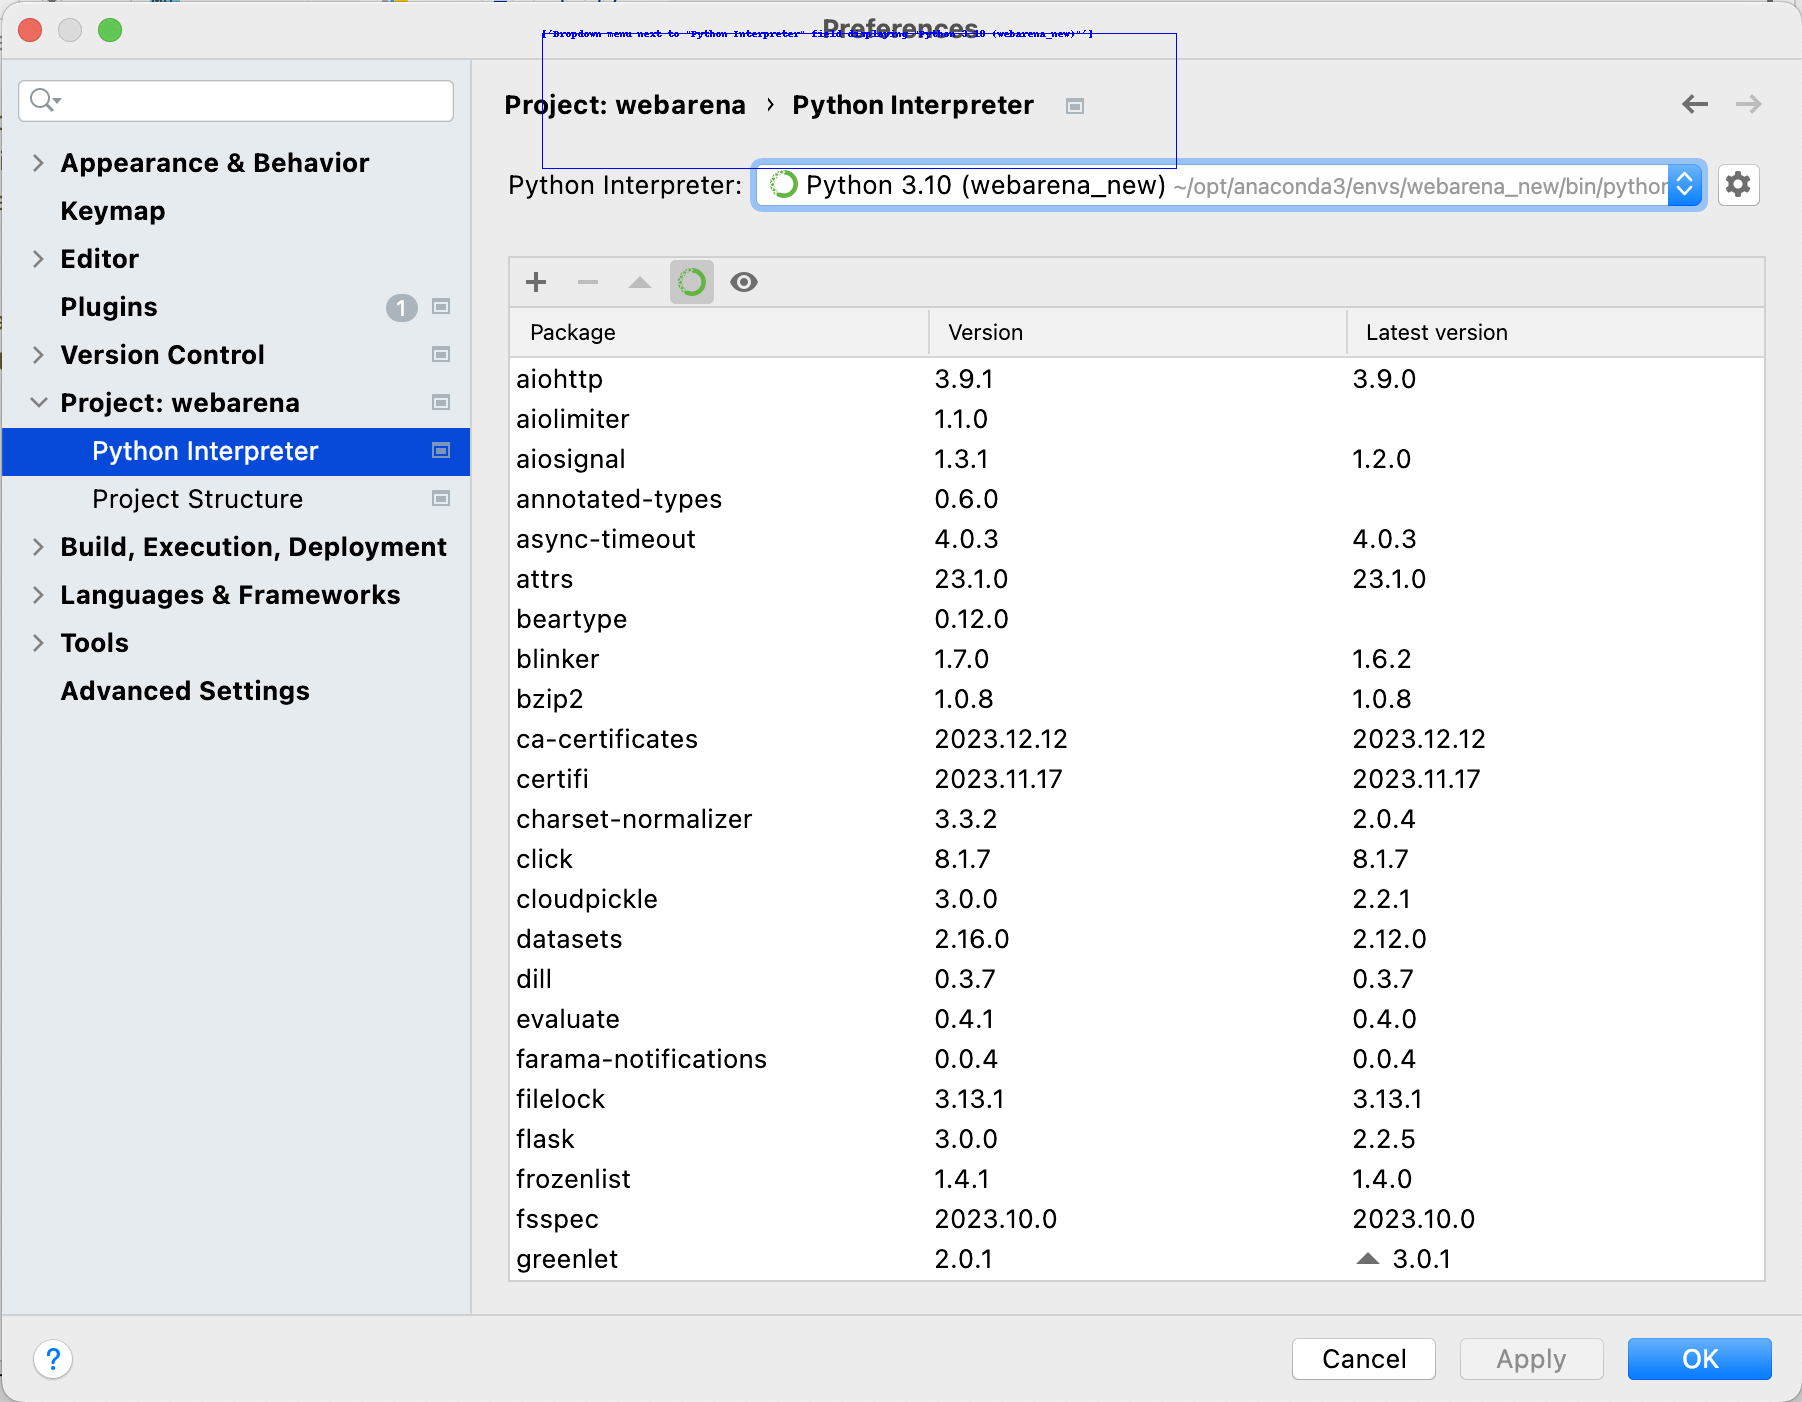 Preferences
['Dropdown menu next to "Python Interpreter" field displaying "Python 3.10 (webarena_new)"']
Project: webarena › Python Interpreter
Python Interpreter: Python 3.10 (webarena_new) ~/opt/anaconda3/envs/webarena_new/bin/python
Appearance & Behavior
Keymap
Editor
Plugins 1
Version Control
Project: webarena
Python Interpreter
Project Structure
Build, Execution, Deployment
Languages & Frameworks
Tools
Advanced Settings
Package Version Latest version
aiohttp 3.9.1 3.9.0
aiolimiter 1.1.0
aiosignal 1.3.1 1.2.0
annotated-types 0.6.0
async-timeout 4.0.3 4.0.3
attrs 23.1.0 23.1.0
beartype 0.12.0
blinker 1.7.0 1.6.2
bzip2 1.0.8 1.0.8
ca-certificates 2023.12.12 2023.12.12
certifi 2023.11.17 2023.11.17
charset-normalizer 3.3.2 2.0.4
click 8.1.7 8.1.7
cloudpickle 3.0.0 2.2.1
datasets 2.16.0 2.12.0
dill 0.3.7 0.3.7
evaluate 0.4.1 0.4.0
farama-notifications 0.0.4 0.0.4
filelock 3.13.1 3.13.1
flask 3.0.0 2.2.5
frozenlist 1.4.1 1.4.0
fsspec 2023.10.0 2023.10.0
greenlet 2.0.1 3.0.1
? Cancel Apply OK